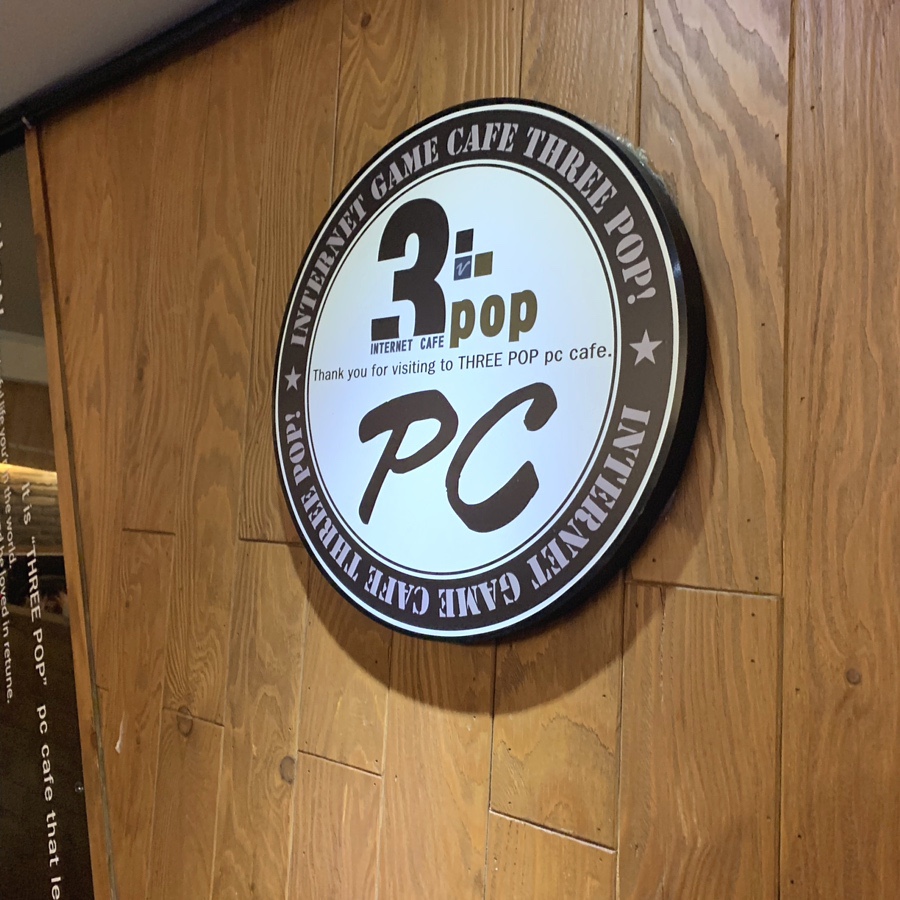 INTERNET GAME CAFE THREE POP!
3
pop
INTERNET CAFE
Thank you for visiting to THREE POP pc cafe.
PC
INTERNET GAME CAFE THREE POP!
the world.
be loved in retune.
It is "THREE POP" pc cafe that le